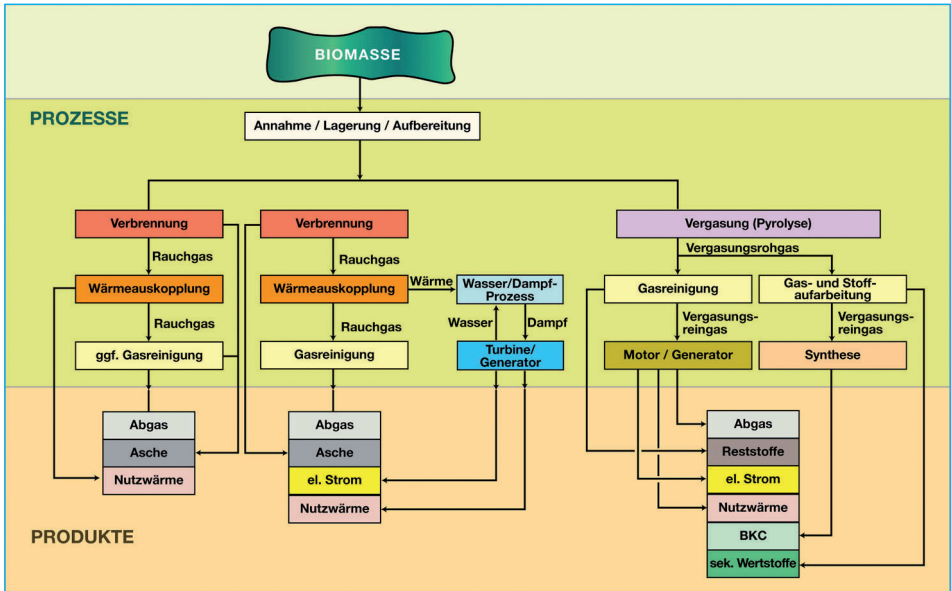 BIOMASSE
PROZESSE
Annahme / Lagerung / Aufbereitung
Verbrennung
Rauchgas
Wärmeauskopplung
Rauchgas
ggf. Gasreinigung
Verbrennung
Rauchgas
Wärmeauskopplung
Wärme
Wasser/Dampf-
Prozess
Rauchgas
Wasser
Dampf
Gasreinigung
Turbine/
Generator
Vergasung (Pyrolyse)
Vergasungsrohgas
Gasreinigung
Gas- und Stoff-
aufarbeitung
Vergasungs-
reingas
Vergasungs-
reingas
Motor / Generator
Synthese
Abgas
Asche
Nutzwärme
Abgas
Asche
el. Strom
Nutzwärme
Abgas
Reststoffe
el. Strom
Nutzwärme
BKC
sek. Wertstoffe
PRODUKTE